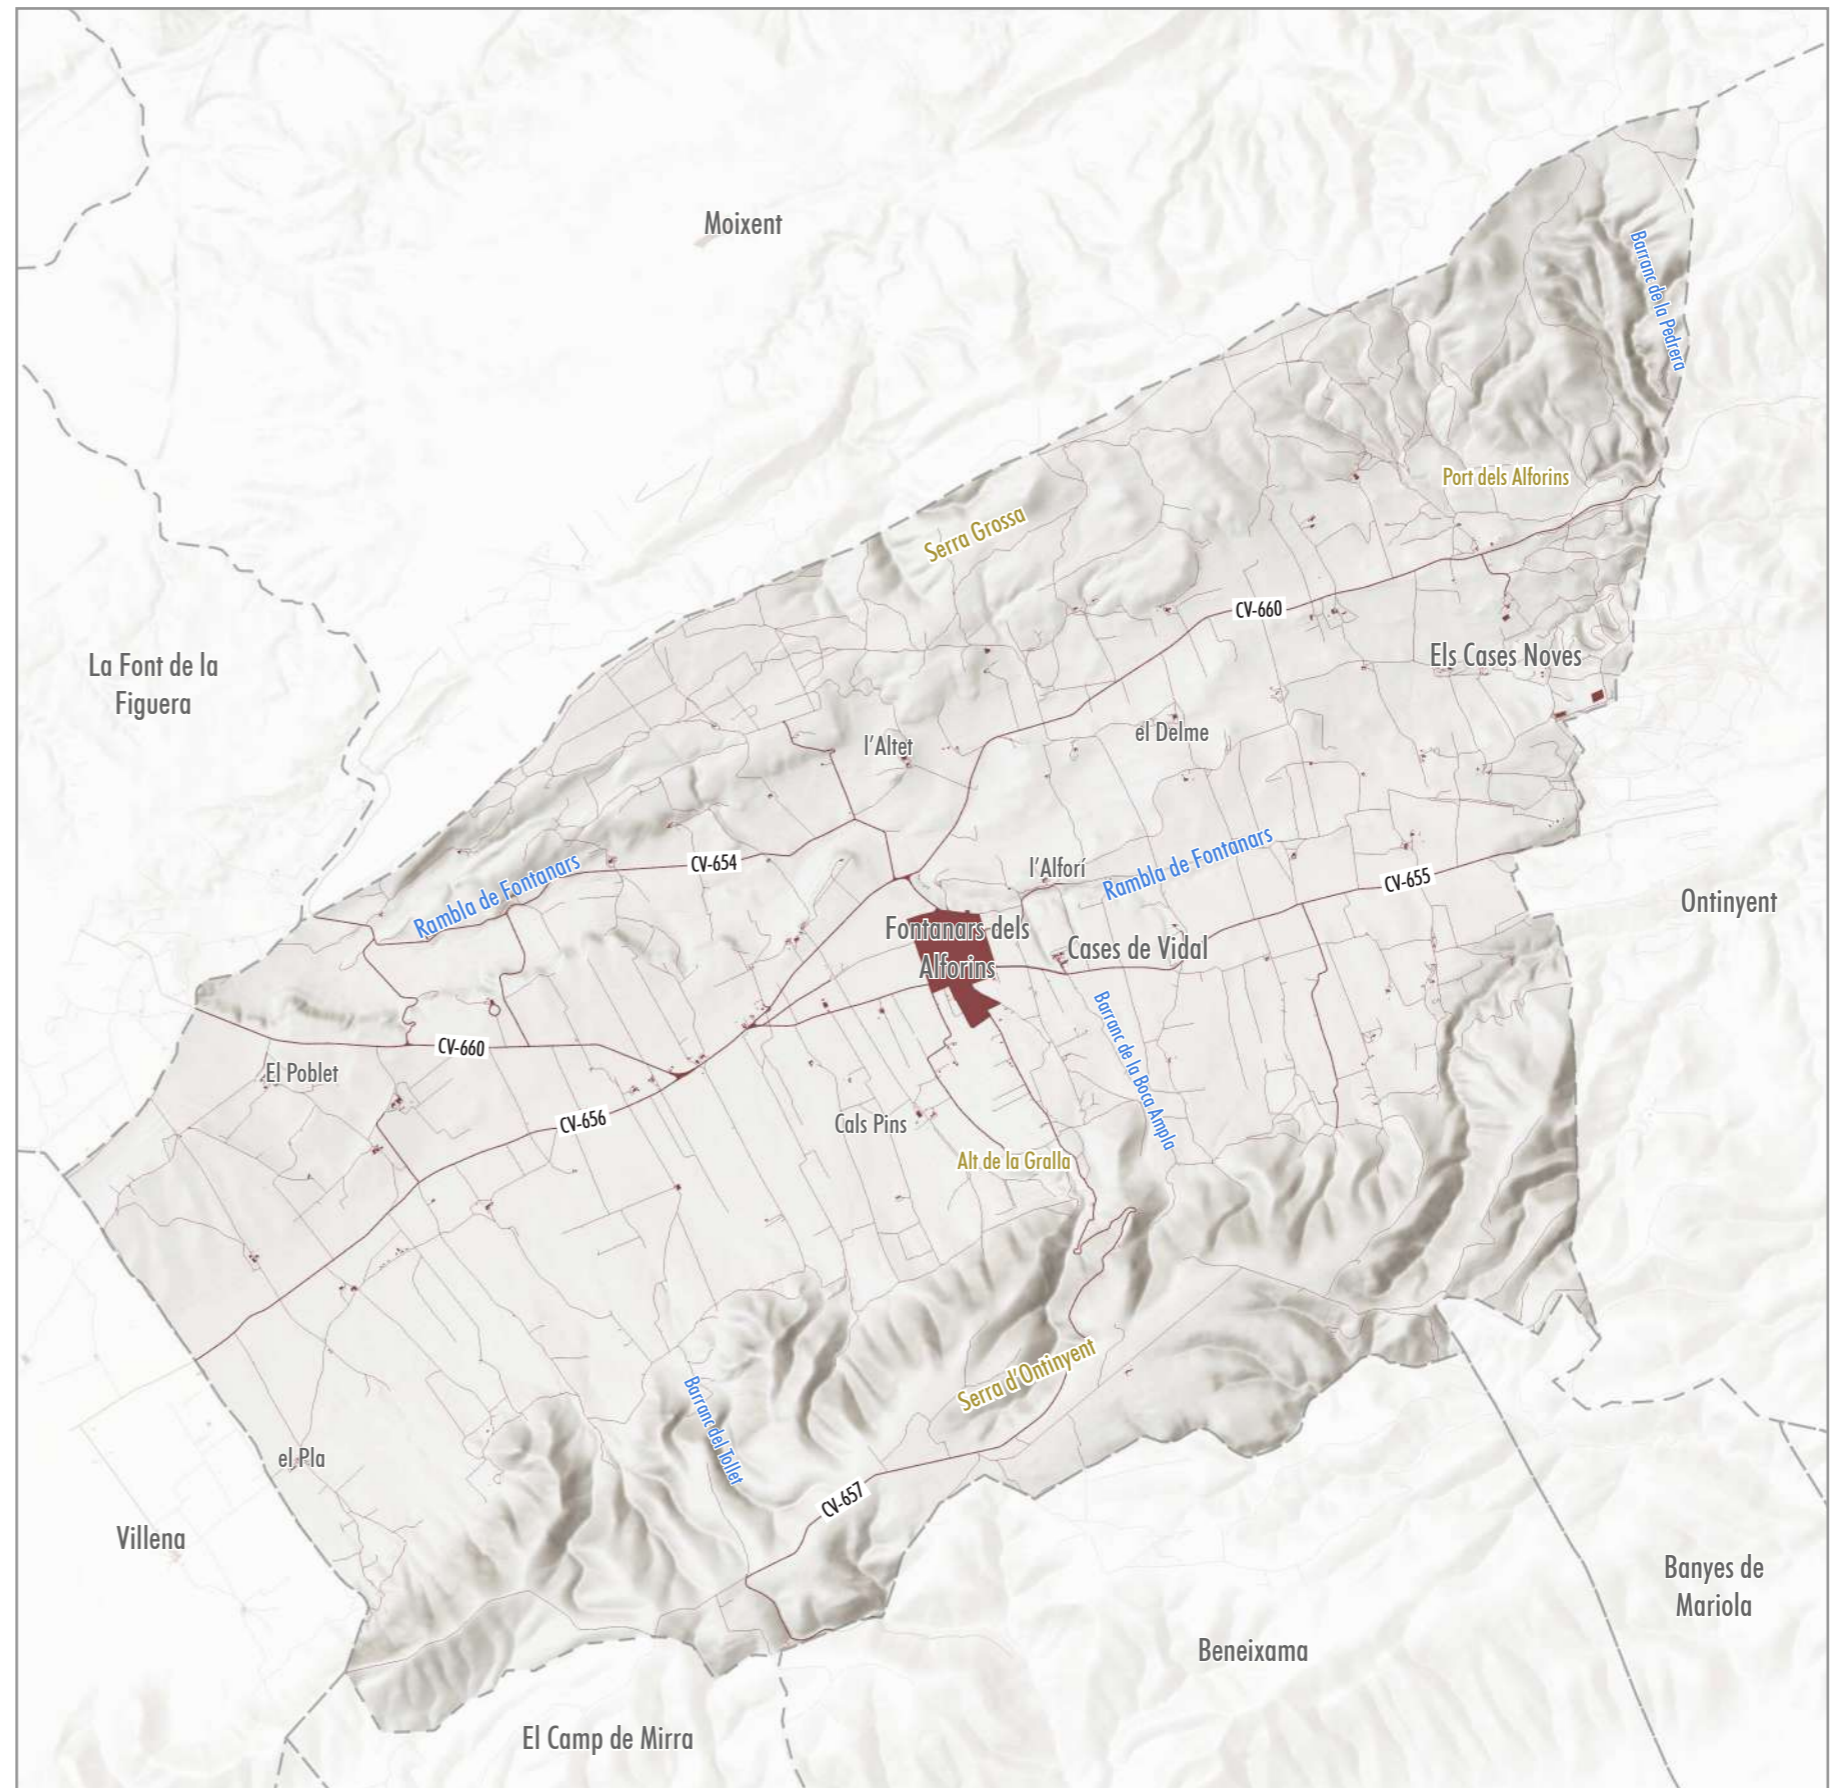 Moixent
Barranc de la Pedrera
Port dels Alforins
Serra Grossa
CV-660
Els Cases Noves
La Font de la
Figuera
el Delme
l'Altet
CV-654
l'Alforí
Rambla de Fontanars
Rambla de Fontanars
CV-655
Ontinyent
Fontanars dels
Alforins
Cases de Vidal
CV-660
El Poblet
Barranc de la Boca Ampla
CV-656
Cals Pins
Alt de la Gralla
Serra d'Ontinyent
Barranc del Tollet
el Pla
CV-657
Villena
Banyes de
Mariola
Beneixama
El Camp de Mirra